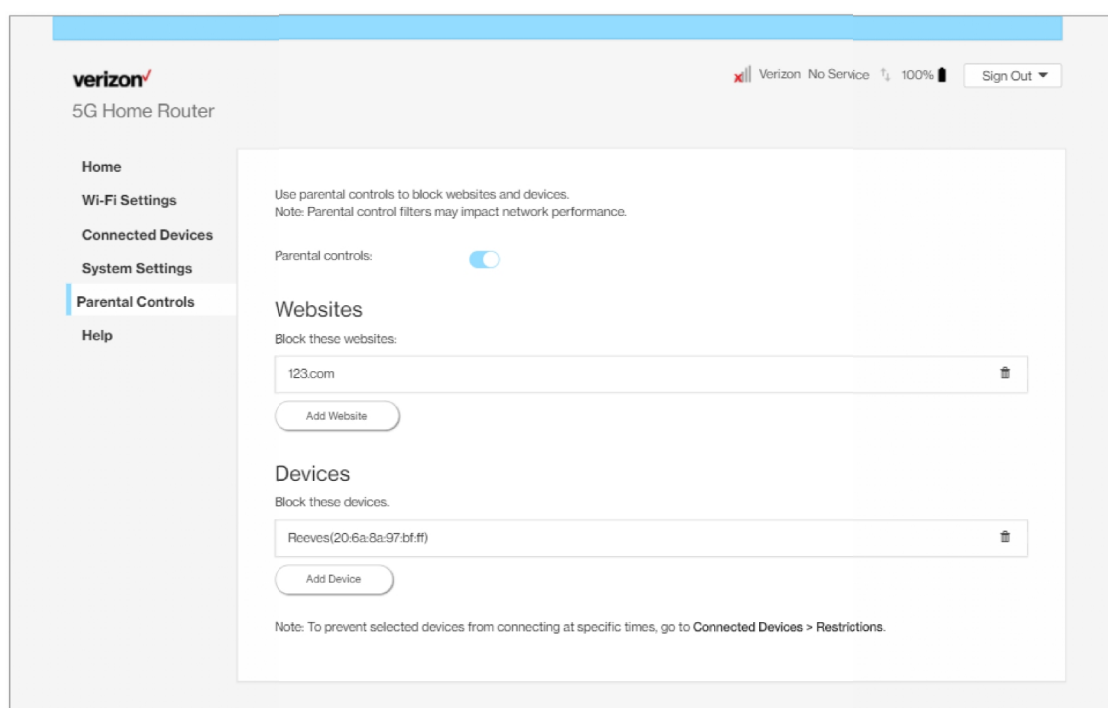 verizon
Verizon No Service 100%
Sign Out
5G Home Router
Home
Wi-Fi Settings
Connected Devices
System Settings
Parental Controls
Help
Use parental controls to block websites and devices.
Note: Parental control filters may impact network performance.
Parental controls:
Websites
Block these websites:
123.com
Add Website
Devices
Block these devices.
Reeves(20:6a:8a:97:bf:ff)
Add Device
Note: To prevent selected devices from connecting at specific times, go to Connected Devices > Restrictions.